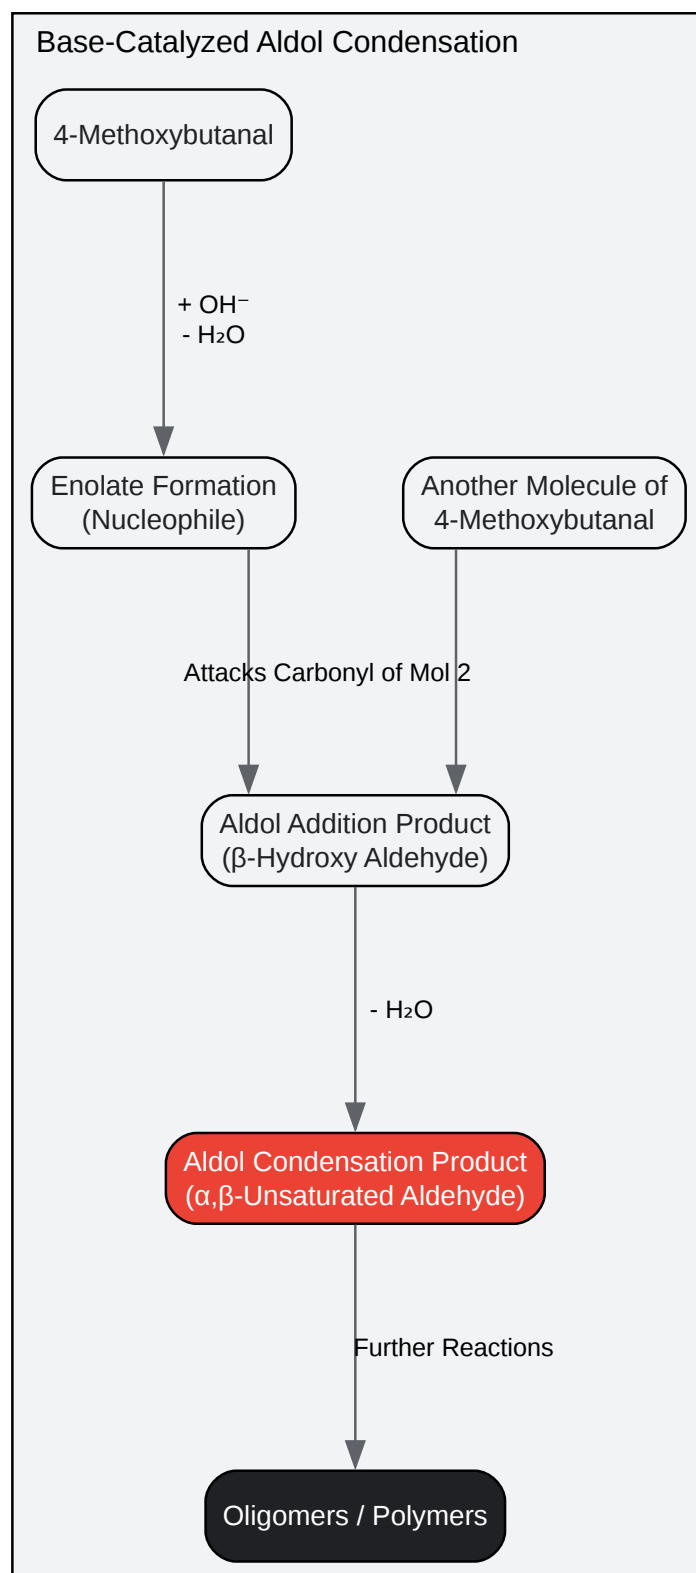 Base-Catalyzed Aldol Condensation
4-Methoxybutanal
+ OH⁻
- H₂O
Enolate Formation
(Nucleophile)
Another Molecule of
4-Methoxybutanal
Attacks Carbonyl of Mol 2
Aldol Addition Product
(β-Hydroxy Aldehyde)
- H₂O
Aldol Condensation Product
(α,β-Unsaturated Aldehyde)
Further Reactions
Oligomers / Polymers